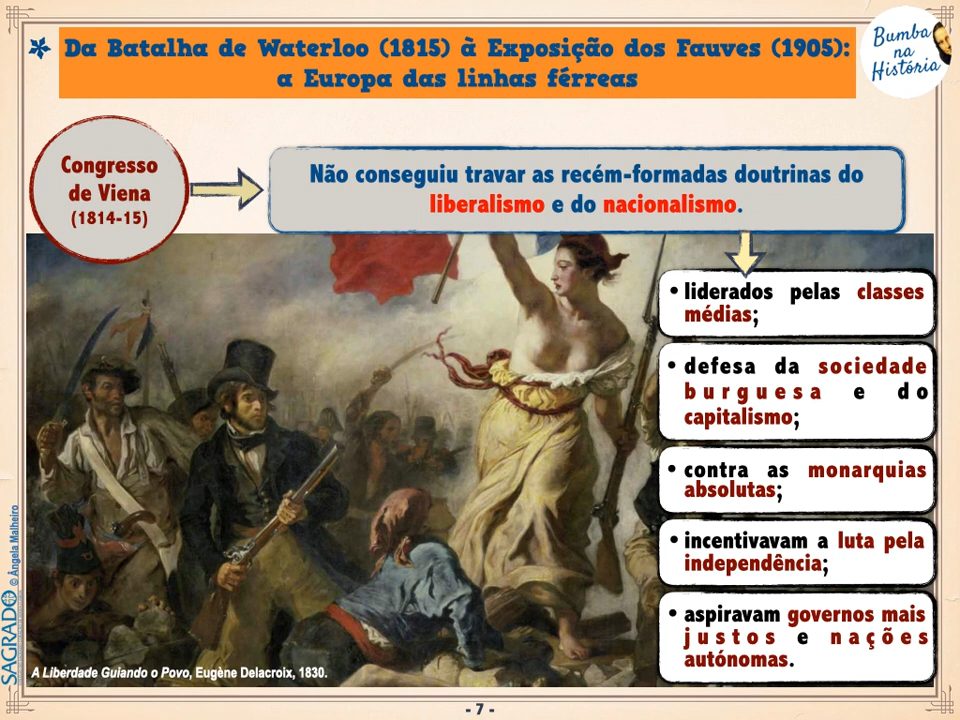 Da Batalha de Waterloo (1815) à Exposição dos Fauves (1905):
a Europa das linhas férreas
Bumba
na
História
Congresso
de Viena
(1814-15)
Não conseguiu travar as recém-formadas doutrinas do
liberalismo e do nacionalismo.
• liderados pelas classes
médias;
• defesa da sociedade
burguesa e do
capitalismo;
• contra as monarquias
absolutas;
• incentivavam a luta pela
independência;
• aspiravam governos mais
justos e nações
autónomas.
SAGRADO © Ângela Malheiro
A Liberdade Guiando o Povo, Eugène Delacroix, 1830.
- 7 -